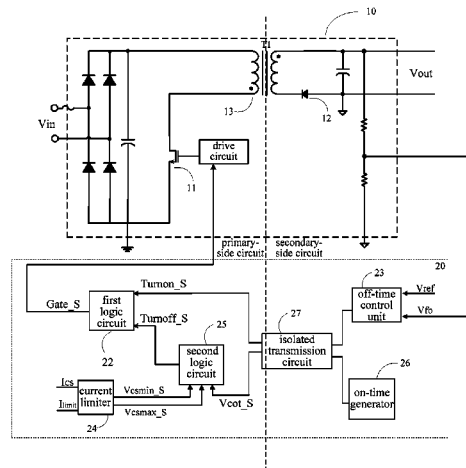 10
T1
Vout
Vin
13
12
drive
circuit
11
primary-
side circuit
secondary-
side circuit
20
23
Turnon_S
off-time
control
unit
Vref
Vfb
Gate_S
first
logic
circuit
22
Turnoff_S
25
27
second
logic
circuit
isolated
transmission
circuit
26
Ics
Ilimit
current
limiter
24
Vcsmin_S
Vcsmax_S
Vcot_S
on-time
generator